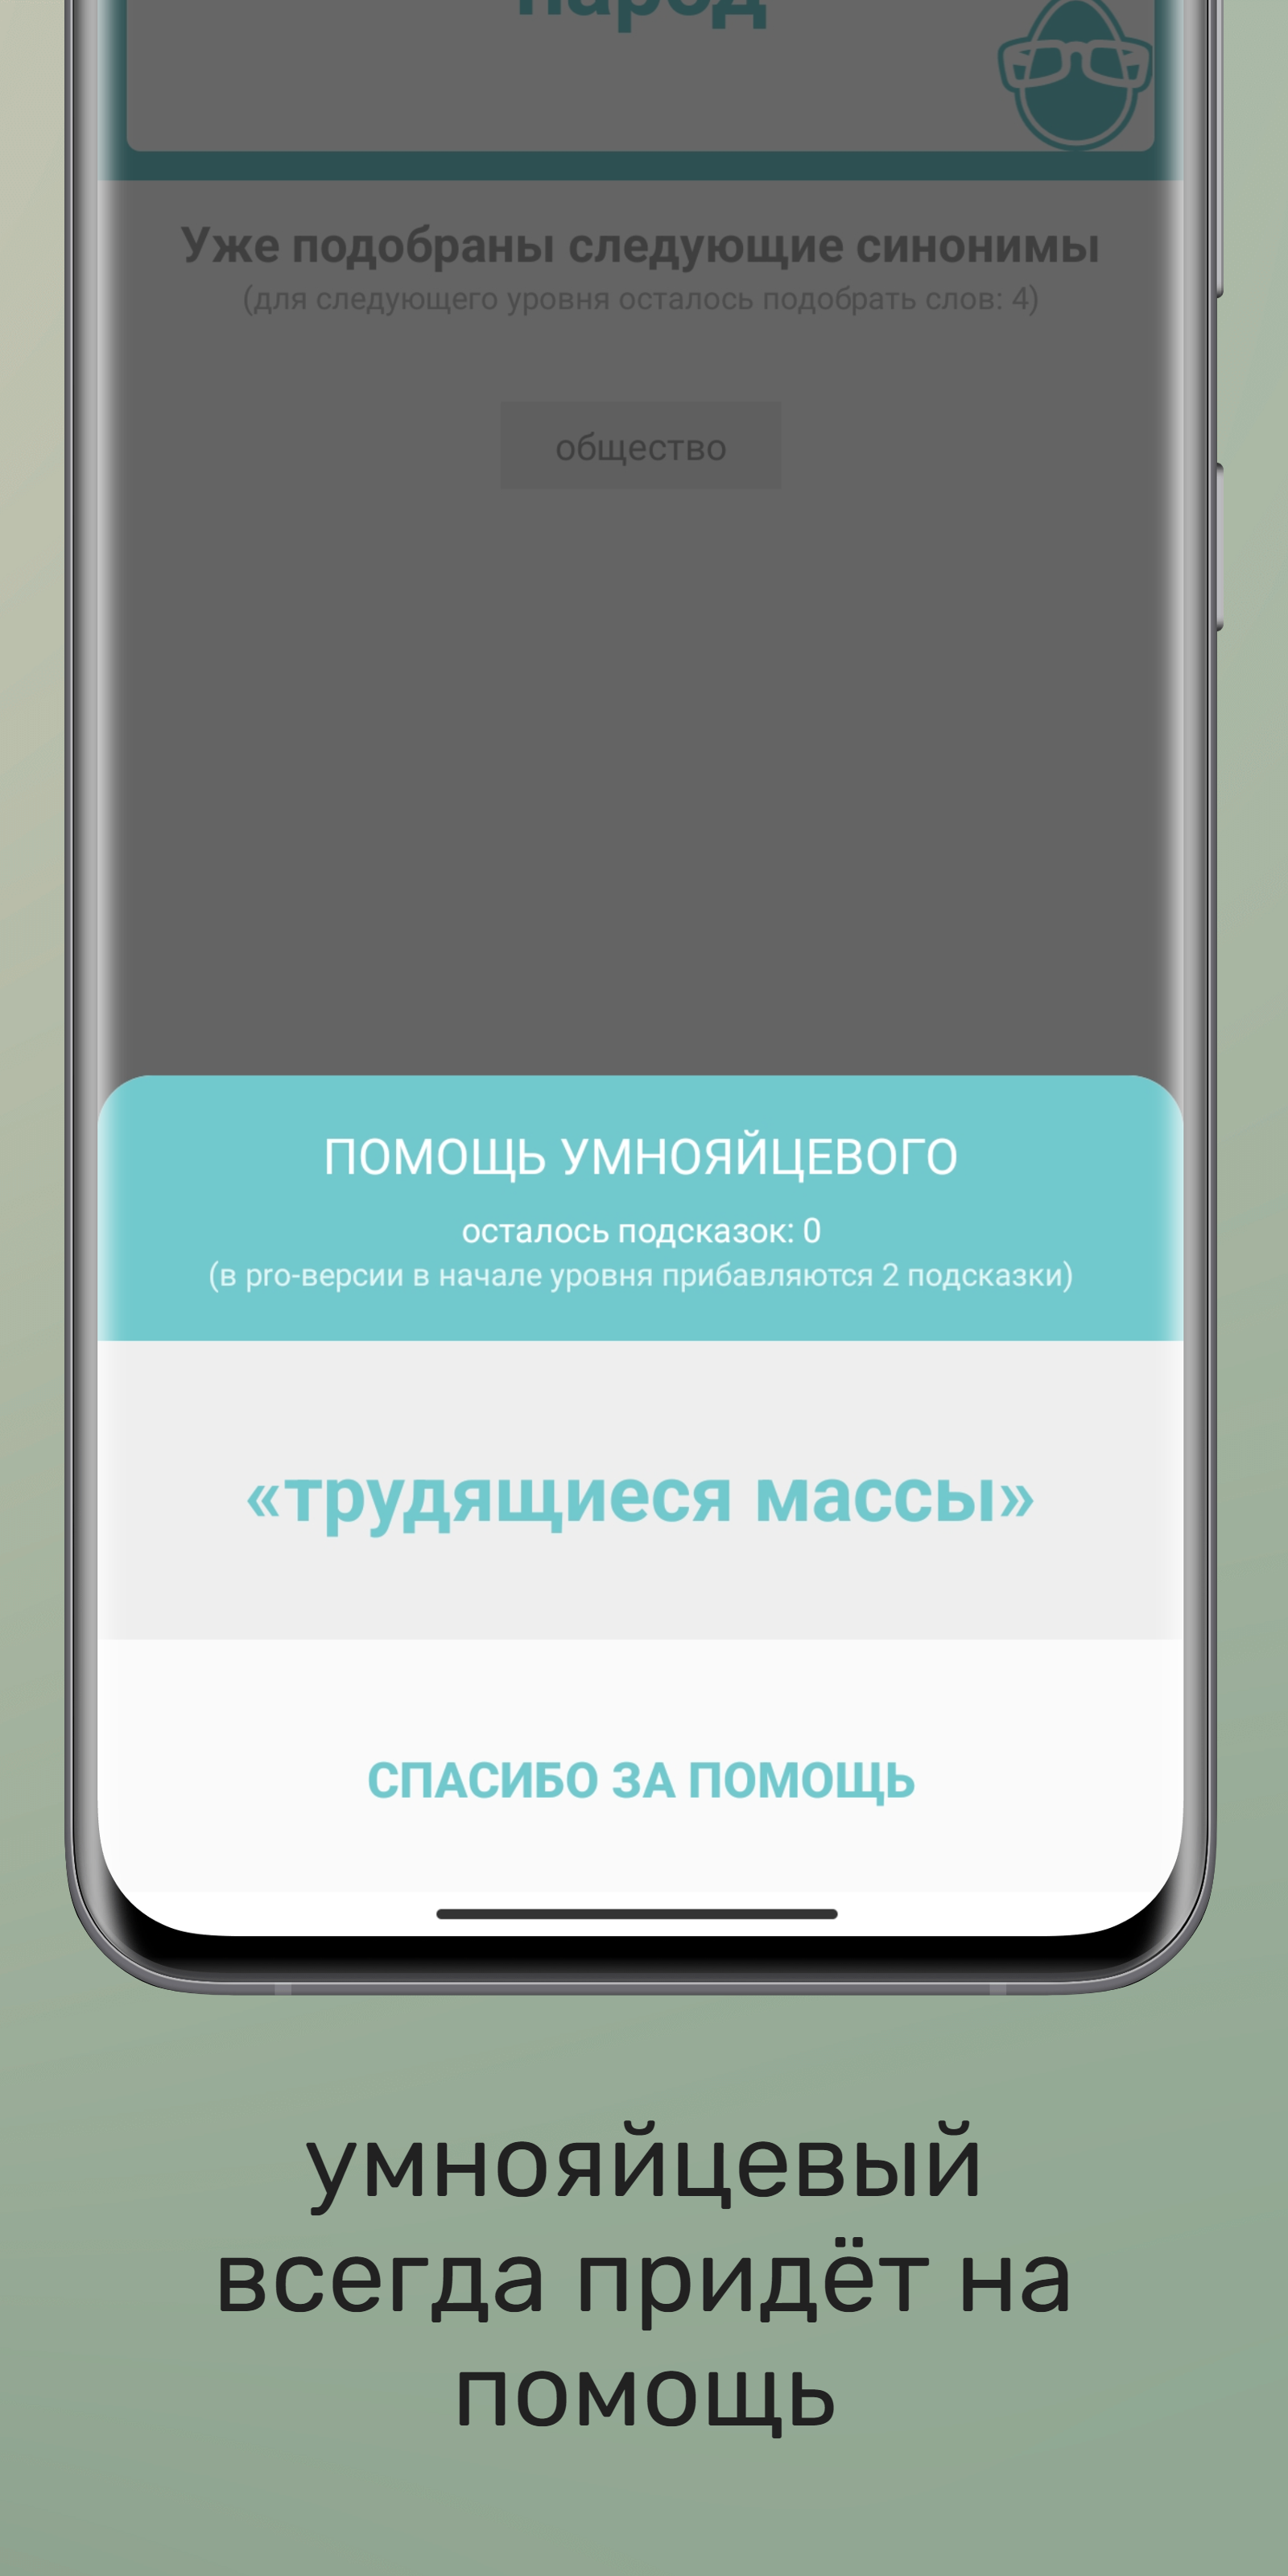 народ
Уже подобраны следующие синонимы
(для следующего уровня осталось подобрать слов: 4)
общество
ПОМОЩЬ УМНОЯЙЦЕВОГО
осталось подсказок: 0
(в pro-версии в начале уровня прибавляются 2 подсказки)
«трудящиеся массы»
СПАСИБО ЗА ПОМОЩЬ
умнояйцевый
всегда придёт на
помощь